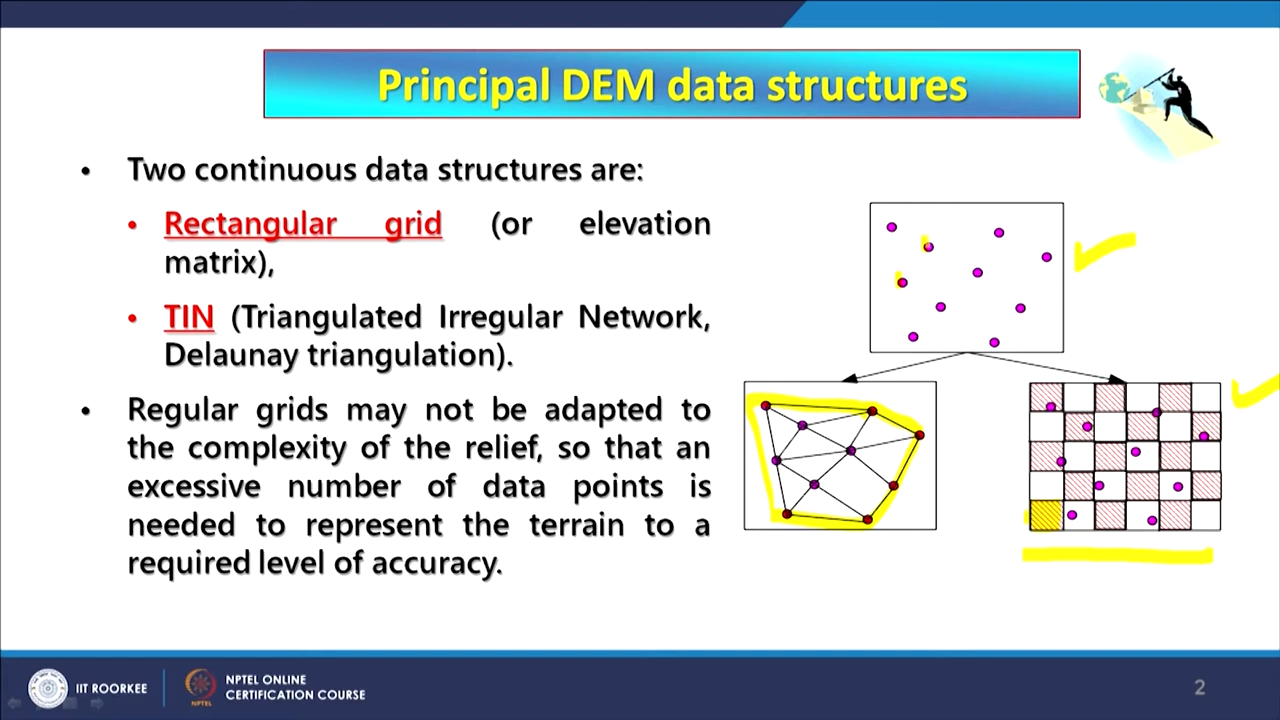 Principal DEM data structures
• Two continuous data structures are:
• Rectangular grid (or elevation
matrix),
• TIN (Triangulated Irregular Network,
Delaunay triangulation).
• Regular grids may not be adapted to
the complexity of the relief, so that an
excessive number of data points is
needed to represent the terrain to a
required level of accuracy.
IIT ROORKEE
NPTEL
NPTEL ONLINE
CERTIFICATION COURSE
2